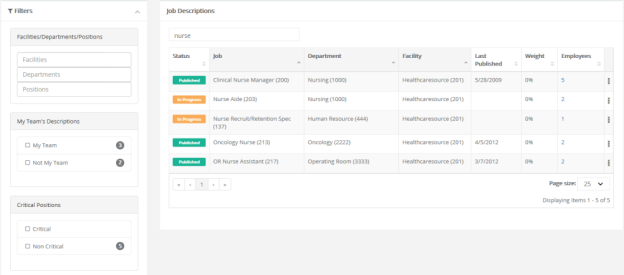 Filters
Facilities/Departments/Positions
Facilities
Departments
Positions
My Team's Descriptions
My Team 3
Not My Team 2
Critical Positions
Critical
Non Critical 5
Job Descriptions
nurse
Status Job Department Facility Last Published Weight Employees
Published Clinical Nurse Manager (200) Nursing (1000) Healthcaresource (201) 5/28/2009 0% 5
In Progress Nurse Aide (203) Nursing (1000) Healthcaresource (201) 0% 2
In Progress Nurse Recruit/Retention Spec Human Resource (444) Healthcaresource (201) 0% 1
(137)
Published Oncology Nurse (213) Oncology (2222) Healthcaresource (201) 4/5/2012 0% 2
Published OR Nurse Assistant (217) Operating Room (3333) Healthcaresource (201) 3/7/2012 0% 2
« ‹ 1 › » Page size: 25
Displaying items 1 - 5 of 5